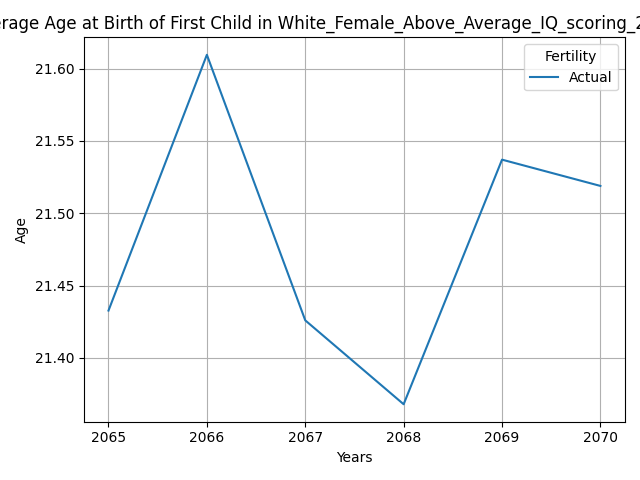 erage Age at Birth of First Child in White_Female_Above_Average_IQ_scoring_2
Fertility
Actual
21.60
21.55
21.50
21.45
21.40
Age
2065 2066 2067 2068 2069 2070
Years